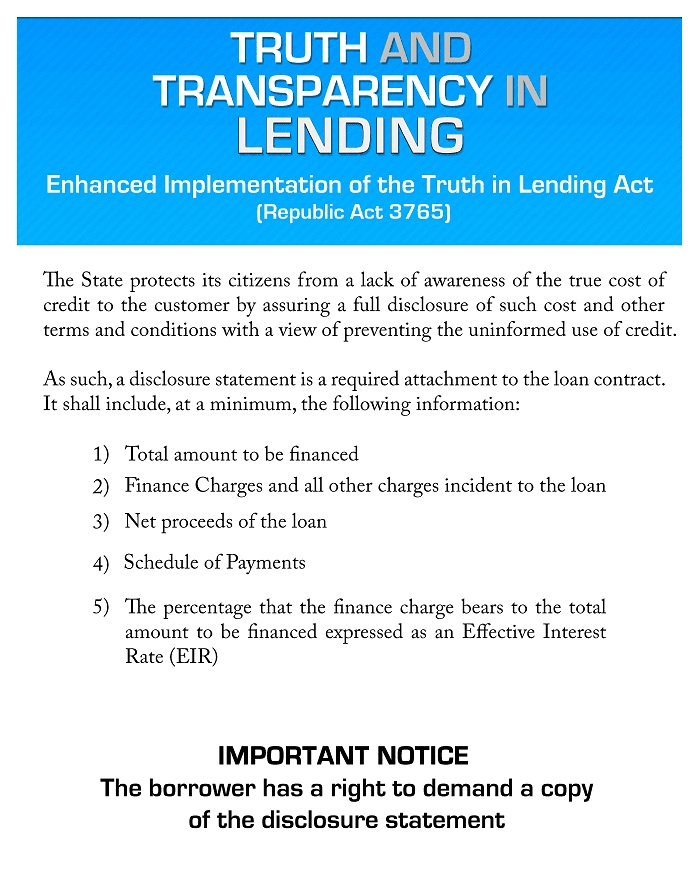 TRUTH AND
TRANSPARENCY IN
LENDING
Enhanced Implementation of the Truth in Lending Act
(Republic Act 3765)
The State protects its citizens from a lack of awareness of the true cost of
credit to the customer by assuring a full disclosure of such cost and other
terms and conditions with a view of preventing the uninformed use of credit.
As such, a disclosure statement is a required attachment to the loan contract.
It shall include, at a minimum, the following information:
1) Total amount to be financed
2) Finance Charges and all other charges incident to the loan
3) Net proceeds of the loan
4) Schedule of Payments
5) The percentage that the finance charge bears to the total
amount to be financed expressed as an Effective Interest
Rate (EIR)
IMPORTANT NOTICE
The borrower has a right to demand a copy
of the disclosure statement